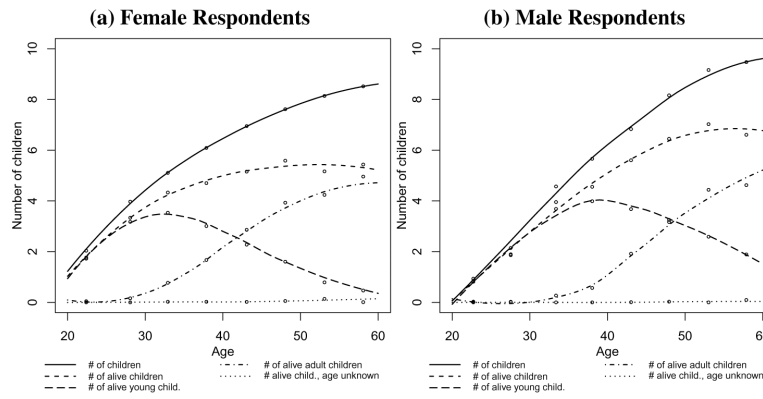 (a) Female Respondents
Number of children
10
8
6
4
2
0
20 30 40 50 60
Age
# of children
# of alive children
# of alive young child.
# of alive adult children
# alive child., age unknown
(b) Male Respondents
Number of children
10
8
6
4
2
0
20 30 40 50
Age
# of children
# of alive children
# of alive young child.
# of alive adult children
# alive child., age unknown